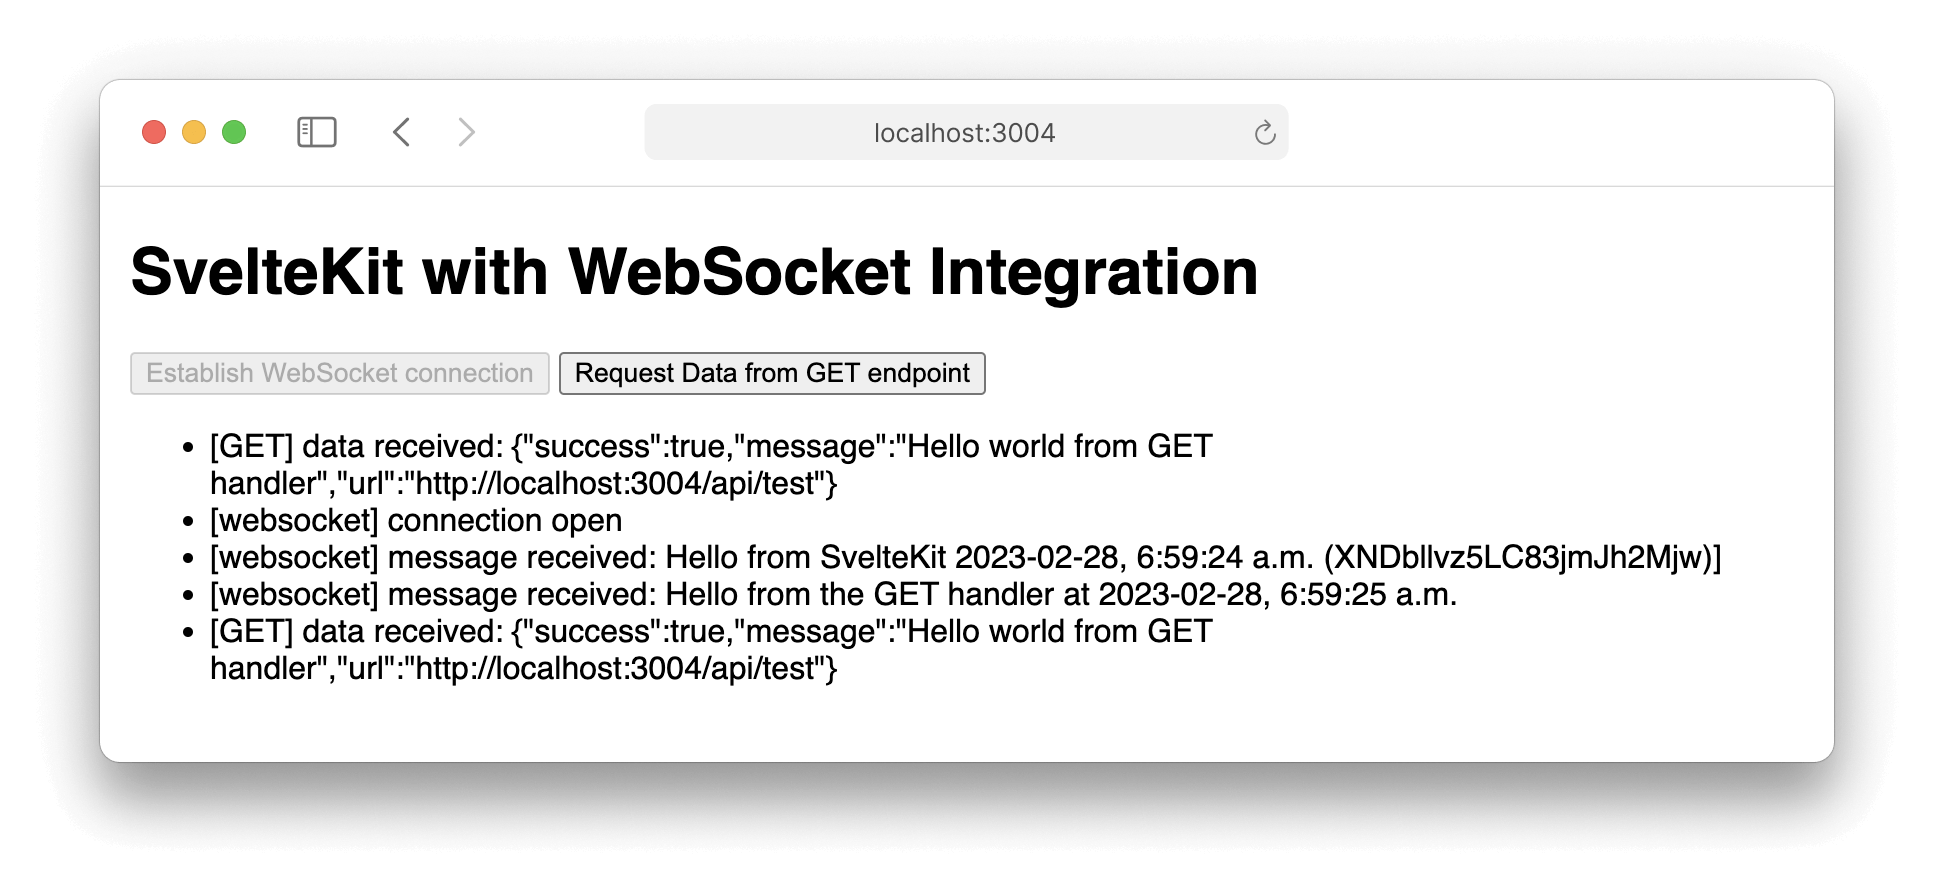 localhost:3004
SvelteKit with WebSocket Integration
Establish WebSocket connection Request Data from GET endpoint
• [GET] data received: {"success":true,"message":"Hello world from GET
handler","url":"http://localhost:3004/api/test"}
• [websocket] connection open
• [websocket] message received: Hello from SvelteKit 2023-02-28, 6:59:24 a.m. (XNDbllvz5LC83jmJh2Mjw)]
• [websocket] message received: Hello from the GET handler at 2023-02-28, 6:59:25 a.m.
• [GET] data received: {"success":true,"message":"Hello world from GET
handler","url":"http://localhost:3004/api/test"}